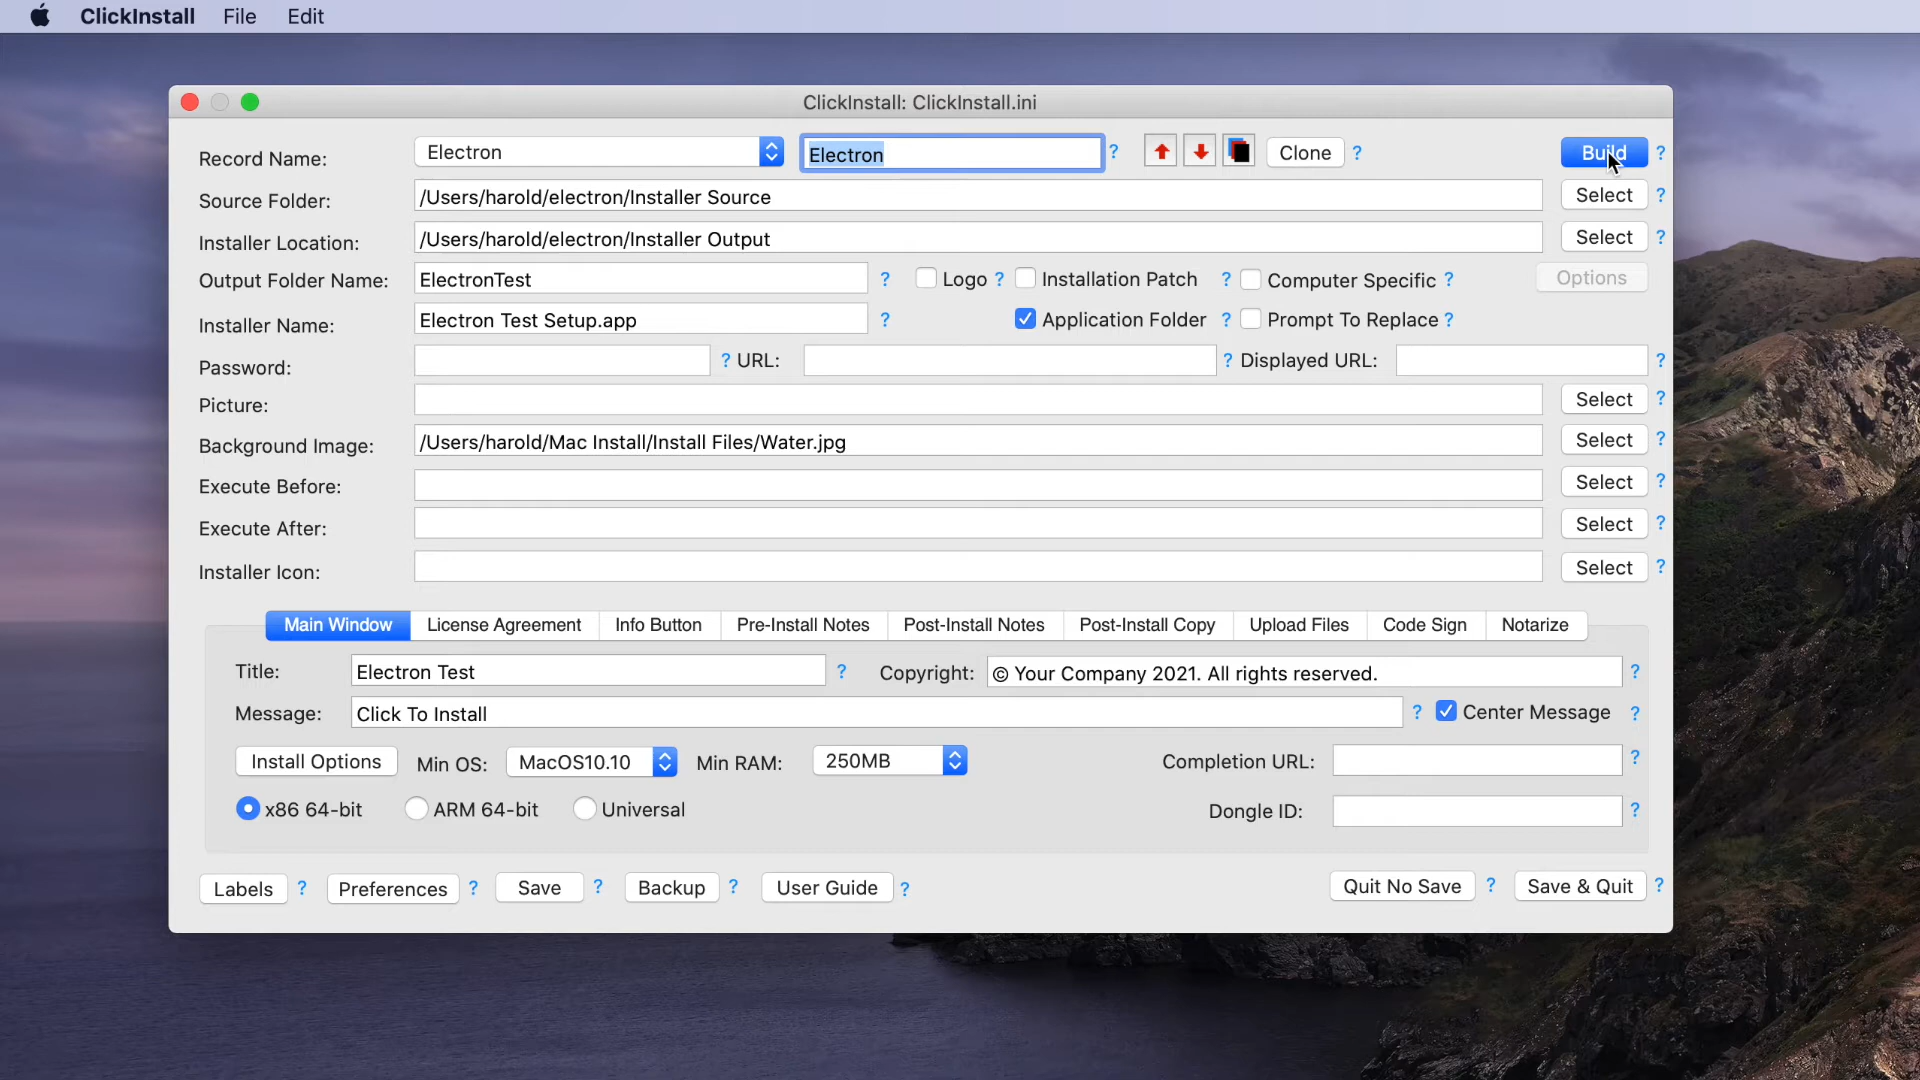 ClickInstall File Edit
ClickInstall: ClickInstall.ini
Record Name: Electron Electron ? Clone ? Build ?
Source Folder: /Users/harold/electron/Installer Source Select ?
Installer Location: /Users/harold/electron/Installer Output Select ?
Output Folder Name: ElectronTest ? Logo ? Installation Patch ? Computer Specific ? Options
Installer Name: Electron Test Setup.app ? Application Folder ? Prompt To Replace ?
Password: ? URL: ? Displayed URL: ?
Picture: Select ?
Background Image: /Users/harold/Mac Install/Install Files/Water.jpg Select ?
Execute Before: Select ?
Execute After: Select ?
Installer Icon: Select ?
Main Window License Agreement Info Button Pre-Install Notes Post-Install Notes Post-Install Copy Upload Files Code Sign Notarize
Title: Electron Test ? Copyright: © Your Company 2021. All rights reserved. ?
Message: Click To Install ? Center Message ?
Install Options Min OS: MacOS10.10 Min RAM: 250MB Completion URL: ?
x86 64-bit ARM 64-bit Universal Dongle ID: ?
Labels ? Preferences ? Save ? Backup ? User Guide ? Quit No Save ? Save & Quit ?